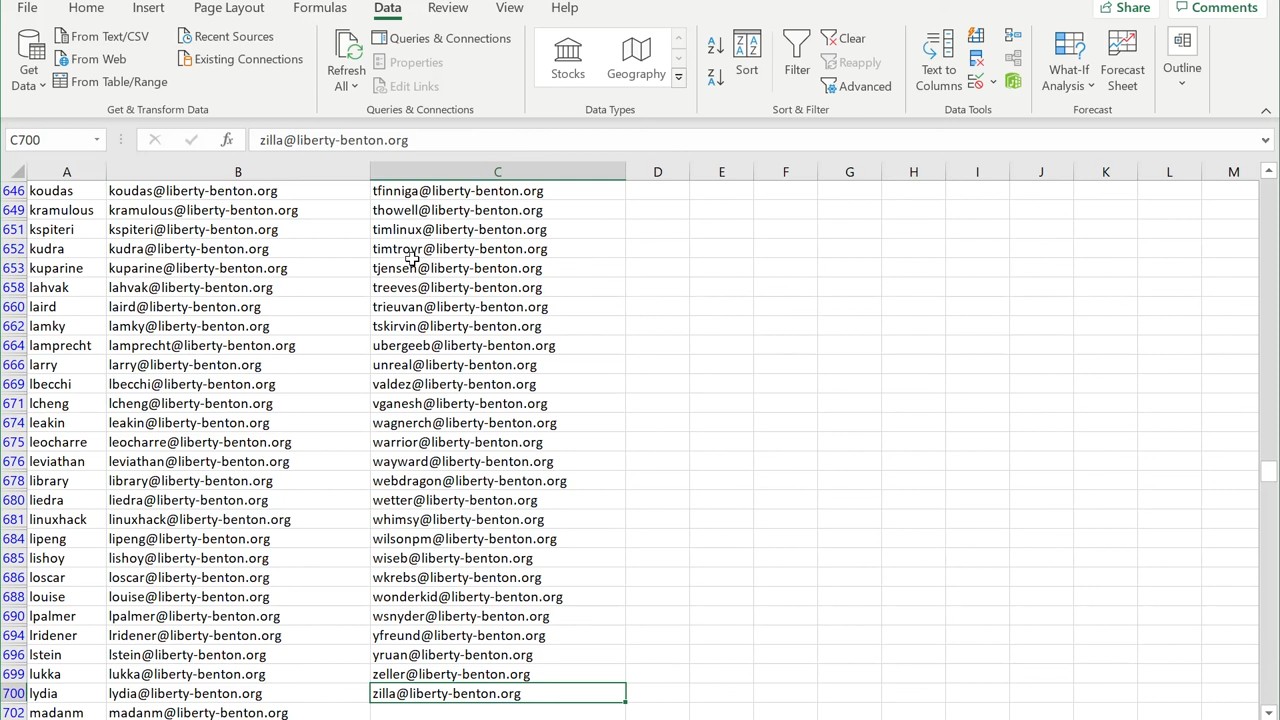 File Home Insert Page Layout Formulas Data Review View Help Share Comments
Get Data From Text/CSV From Web From Table/Range Recent Sources Existing Connections
Get & Transform Data
Refresh All Queries & Connections Properties Edit Links
Queries & Connections
Stocks Geography
Data Types
Sort Filter Clear Reapply Advanced
Sort & Filter
Text to Columns
Data Tools
What-If Analysis Forecast Sheet
Forecast
Outline
C700 fx zilla@liberty-benton.org
A B C D E F G H I J K L M
646 koudas koudas@liberty-benton.org tfinniga@liberty-benton.org
649 kramulous kramulous@liberty-benton.org thowell@liberty-benton.org
651 kspiteri kspiteri@liberty-benton.org timlinux@liberty-benton.org
652 kudra kudra@liberty-benton.org timtroyr@liberty-benton.org
653 kuparine kuparine@liberty-benton.org tjensen@liberty-benton.org
658 lahvak lahvak@liberty-benton.org treeves@liberty-benton.org
660 laird laird@liberty-benton.org trieuvan@liberty-benton.org
662 lamky lamky@liberty-benton.org tskirvin@liberty-benton.org
664 lamprecht lamprecht@liberty-benton.org ubergeeb@liberty-benton.org
666 larry larry@liberty-benton.org unreal@liberty-benton.org
669 lbecchi lbecchi@liberty-benton.org valdez@liberty-benton.org
671 lcheng lcheng@liberty-benton.org vganesh@liberty-benton.org
674 leakin leakin@liberty-benton.org wagnerch@liberty-benton.org
675 leocharre leocharre@liberty-benton.org warrior@liberty-benton.org
676 leviathan leviathan@liberty-benton.org wayward@liberty-benton.org
678 library library@liberty-benton.org webdragon@liberty-benton.org
680 liedra liedra@liberty-benton.org wetter@liberty-benton.org
681 linuxhack linuxhack@liberty-benton.org whimsy@liberty-benton.org
684 lipeng lipeng@liberty-benton.org wilsonpm@liberty-benton.org
685 lishoy lishoy@liberty-benton.org wiseb@liberty-benton.org
686 loscar loscar@liberty-benton.org wkrebs@liberty-benton.org
688 louise louise@liberty-benton.org wonderkid@liberty-benton.org
690 lpalmer lpalmer@liberty-benton.org wsnyder@liberty-benton.org
694 lridener lridener@liberty-benton.org yfreund@liberty-benton.org
696 lstein lstein@liberty-benton.org yruan@liberty-benton.org
699 lukka lukka@liberty-benton.org zeller@liberty-benton.org
700 lydia lydia@liberty-benton.org zilla@liberty-benton.org
702 madanm madanm@liberty-benton.org